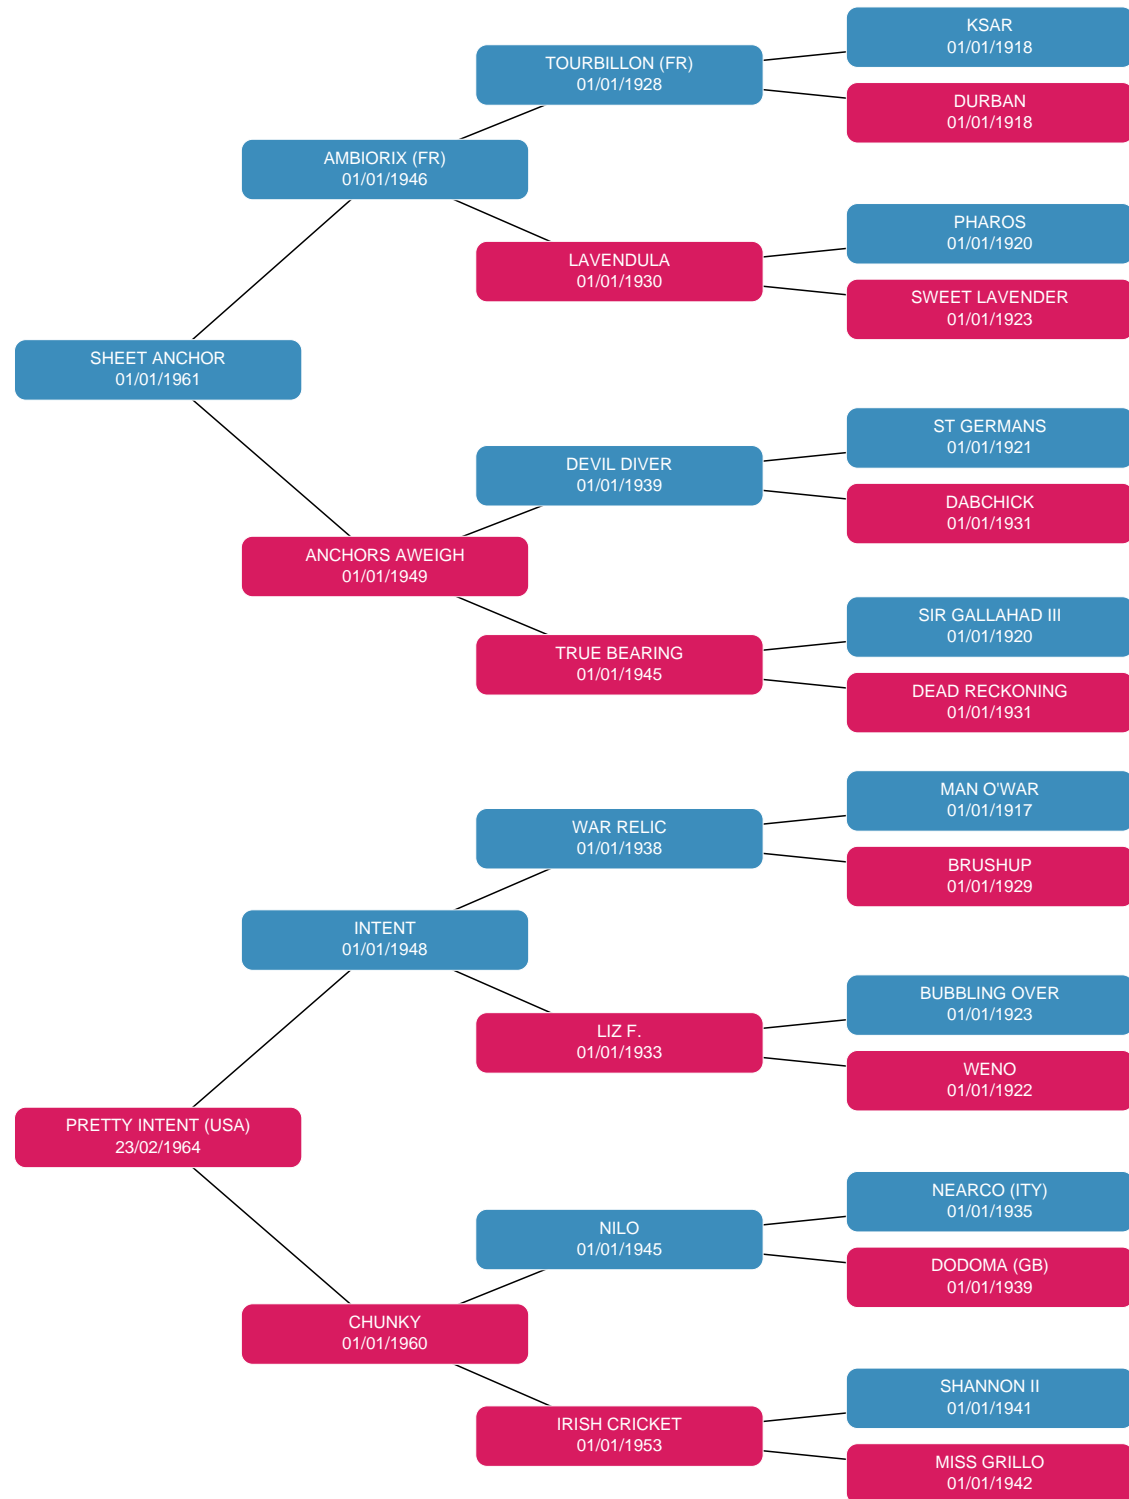 KSAR
01/01/1918
TOURBILLON (FR)
01/01/1928
DURBAN
01/01/1918
AMBIORIX (FR)
01/01/1946
PHAROS
01/01/1920
LAVENDULA
01/01/1930
SWEET LAVENDER
01/01/1923
SHEET ANCHOR
01/01/1961
ST GERMANS
01/01/1921
DEVIL DIVER
01/01/1939
DABCHICK
01/01/1931
ANCHORS AWEIGH
01/01/1949
SIR GALLAHAD III
01/01/1920
TRUE BEARING
01/01/1945
DEAD RECKONING
01/01/1931
MAN O'WAR
01/01/1917
WAR RELIC
01/01/1938
BRUSHUP
01/01/1929
INTENT
01/01/1948
BUBBLING OVER
01/01/1923
LIZ F.
01/01/1933
WENO
01/01/1922
PRETTY INTENT (USA)
23/02/1964
NEARCO (ITY)
01/01/1935
NILO
01/01/1945
DODOMA (GB)
01/01/1939
CHUNKY
01/01/1960
SHANNON II
01/01/1941
IRISH CRICKET
01/01/1953
MISS GRILLO
01/01/1942